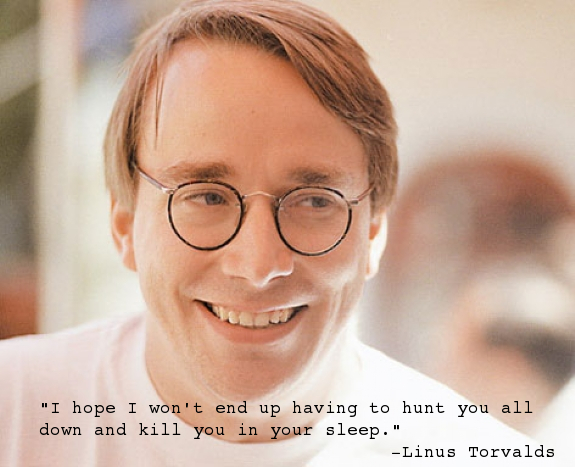 "I hope I won't end up having to hunt you all
down and kill you in your sleep."
-Linus Torvalds